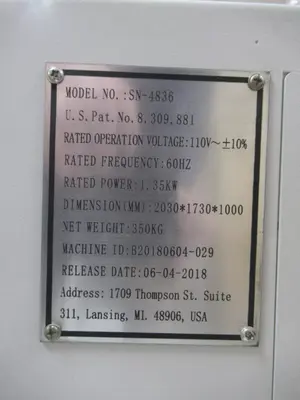 MODEL NO.:SN-4836
U.S.Pat.No.8.309.881
RATED OPERATION VOLTAGE:110V~±10%
RATED FREQUENCY:60HZ
RATED POWER:1.35KW
DIMENSION(MM):2030*1730*1000
NET WEIGHT:350KG
MACHINE ID:820180604-029
RELEASE DATE:06-04-2018
Address: 1709 Thompson St. Suite
311, Lansing, MI. 48906, USA